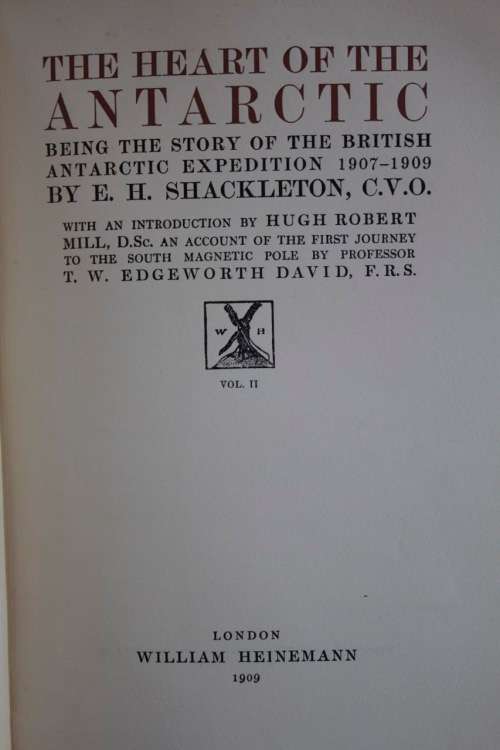 THE HEART OF THE
ANTARCTIC
BEING THE STORY OF THE BRITISH
ANTARCTIC EXPEDITION 1907-1909
BY E. H. SHACKLETON, C.V.O.
WITH AN INTRODUCTION BY HUGH ROBERT
MILL, D.Sc. AN ACCOUNT OF THE FIRST JOURNEY
TO THE SOUTH MAGNETIC POLE BY PROFESSOR
T. W. EDGEWORTH DAVID, F.R.S.
W H
VOL. II
LONDON
WILLIAM HEINEMANN
1909